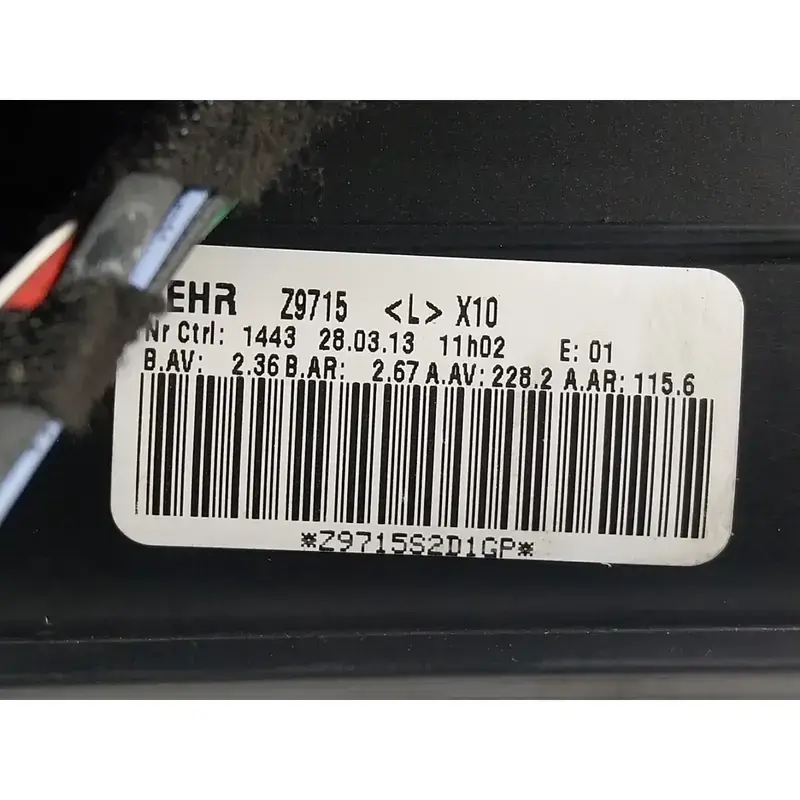 EHR Z9715 <L> X10
Nr Ctrl: 1443 28.03.13 11h02 E: 01
B.AV: 2.36 B.AR: 2.67 A.AV: 228.2 A.AR: 115.6
*Z9715S2D1GP*